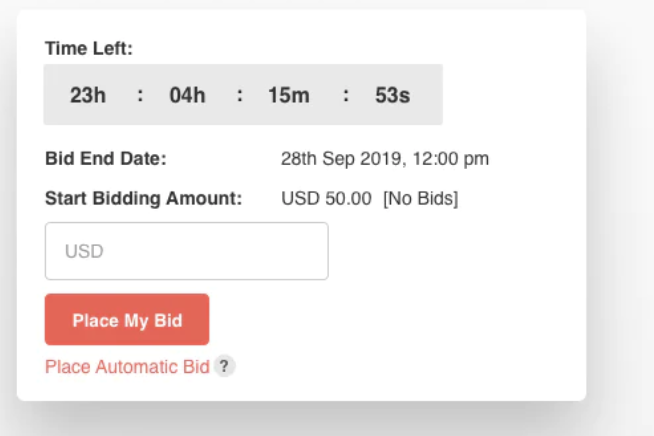 Time Left:
23h : 04h : 15m : 53s
Bid End Date: 28th Sep 2019, 12:00 pm
Start Bidding Amount: USD 50.00 [No Bids]
USD
Place My Bid
Place Automatic Bid ?